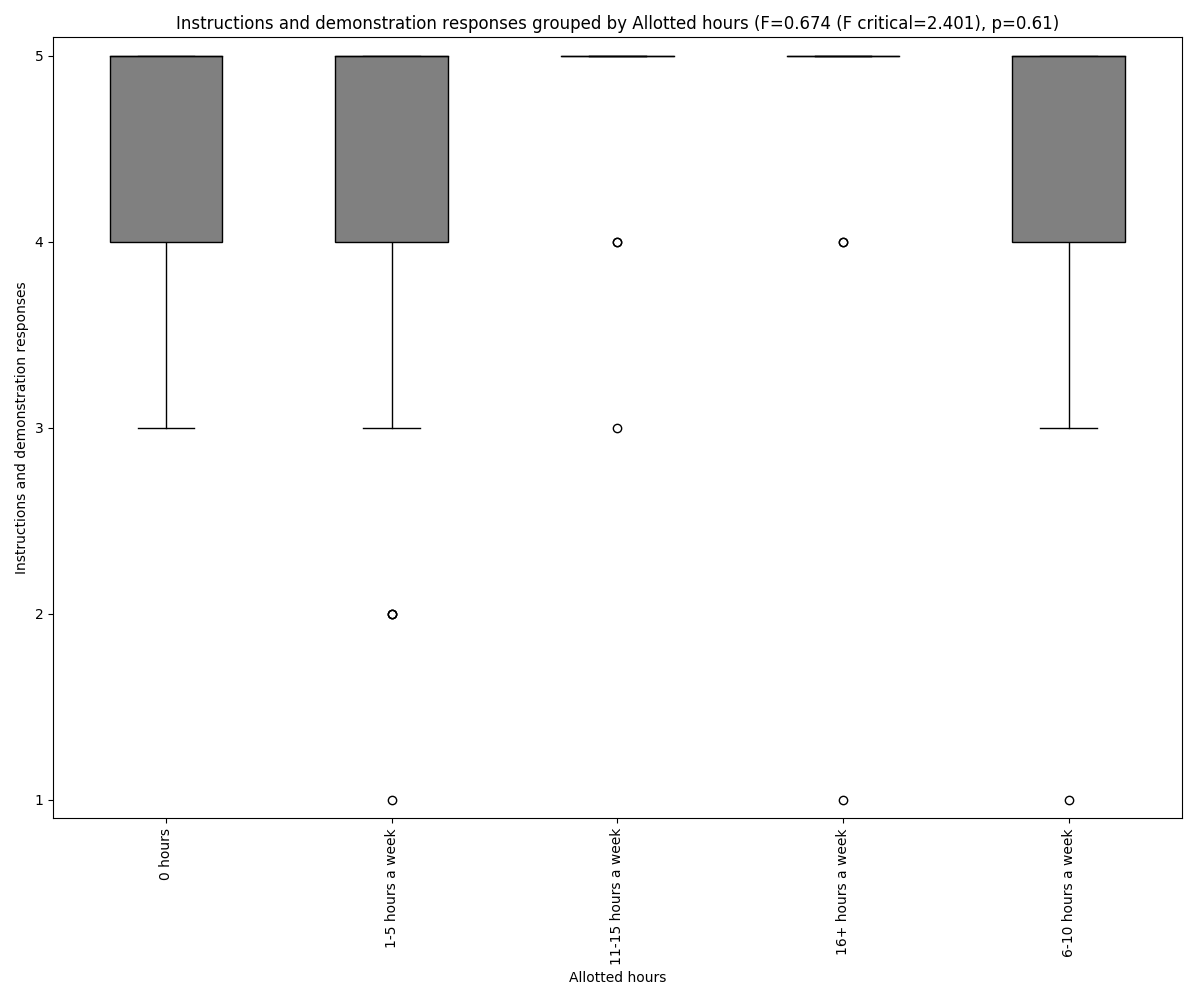 Instructions and demonstration responses grouped by Allotted hours (F=0.674 (F critical=2.401), p=0.61)
Instructions and demonstration responses
5
4
3
2
1
0 hours
1-5 hours a week
11-15 hours a week
16+ hours a week
6-10 hours a week
Allotted hours